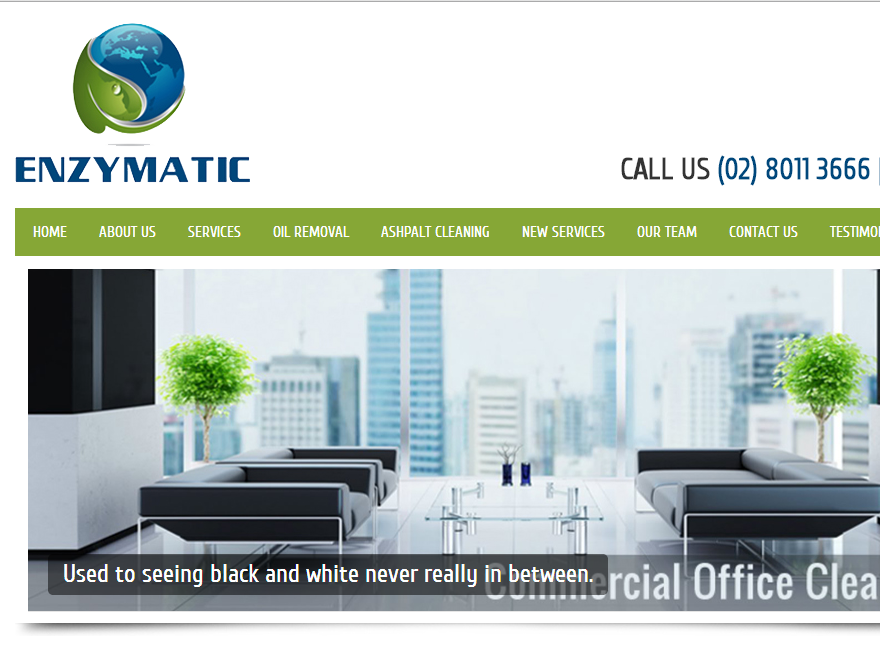 ENZYMATIC
CALL US (02) 8011 3666
HOME ABOUT US SERVICES OIL REMOVAL ASHPALT CLEANING NEW SERVICES OUR TEAM CONTACT US TESTIMO
Used to seeing black and white never really in between.
Commercial Office Clea